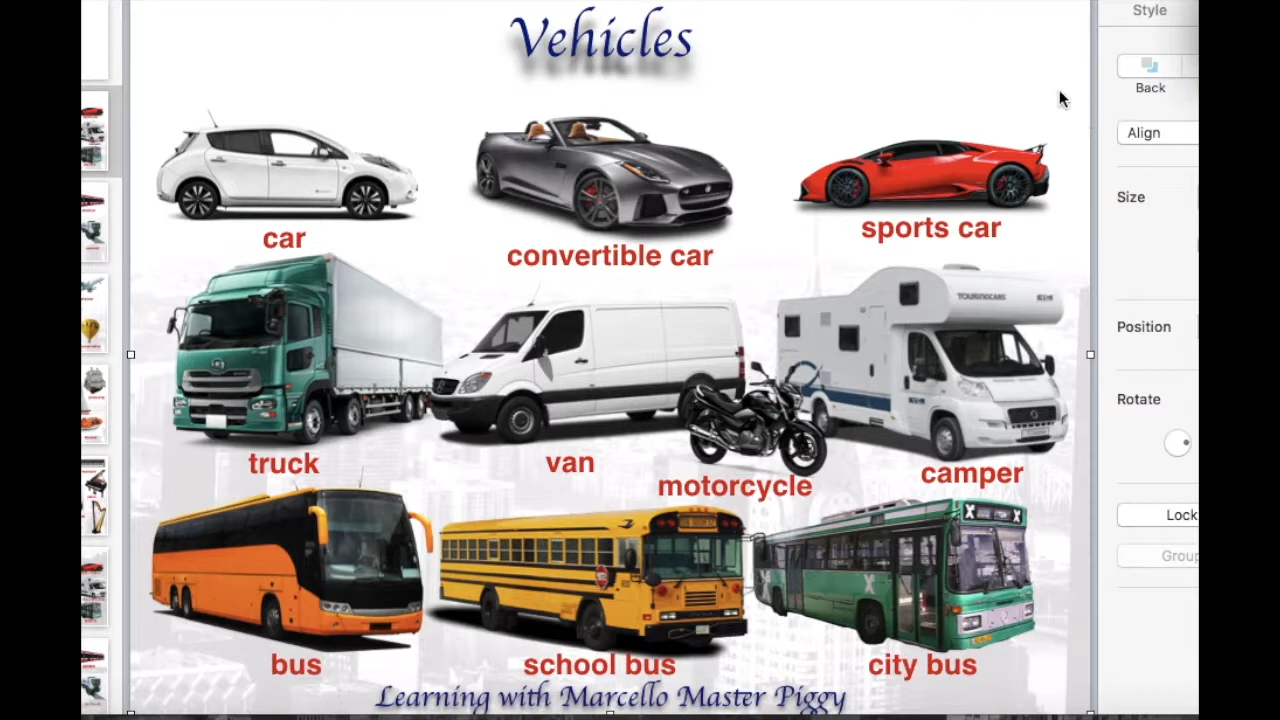 Vehicles
Style
Back
Align
car
convertible car
sports car
Size
TOURINGCARS
Position
Rotate
truck
van
motorcycle
camper
Lock
Group
bus
school bus
city bus
Learning with Marcello Master Piggy